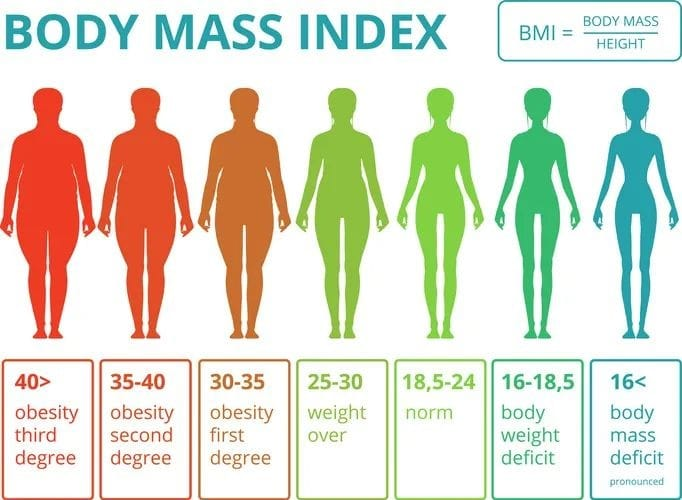 BODY MASS INDEX
BMI = BODY MASS
HEIGHT
40>
obesity
third
degree
35-40
obesity
second
degree
30-35
obesity
first
degree
25-30
weight
over
18,5-24
norm
16-18,5
body
weight
deficit
16<
body
mass
deficit
pronounced